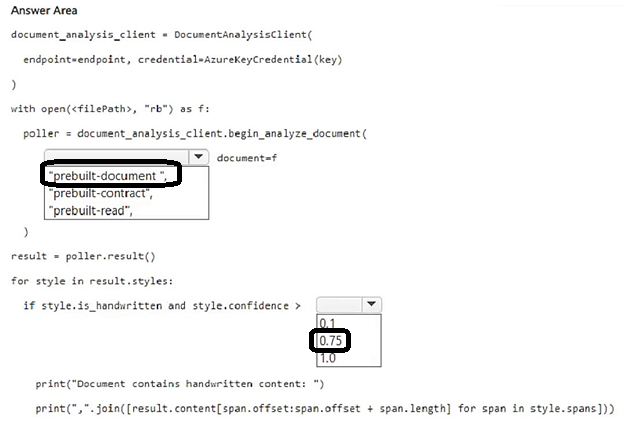 Answer Area
document_analysis_client = DocumentAnalysisClient(
endpoint=endpoint, credential=AzureKeyCredential(key)
)
with open(<filePath>, "rb") as f:
poller = document_analysis_client.begin_analyze_document(
document=f
"prebuilt-document ",
"prebuilt-contract",
"prebuilt-read",
)
result = poller.result()
for style in result.styles:
if style.is_handwritten and style.confidence >
0.1
0.75
1.0
print("Document contains handwritten content: ")
print(",".join([result.content[span.offset:span.offset + span.length] for span in style.spans]))